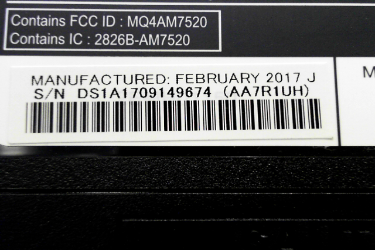 Contains FCC ID : MQ4AM7520
Contains IC : 2826B-AM7520
MANUFACTURED: FEBRUARY 2017 J
S/N DS1A1709149674 (AA7R1UH)
M